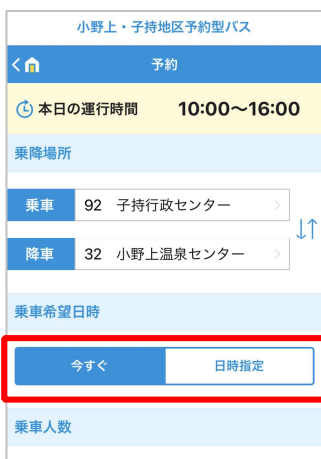 小野上・子持地区予約型バス
予約
本日の運行時間 10:00〜16:00
乗降場所
乗車 92 子持行政センター
降車 32 小野上温泉センター
乗車希望日時
今すぐ 日時指定
乗車人数